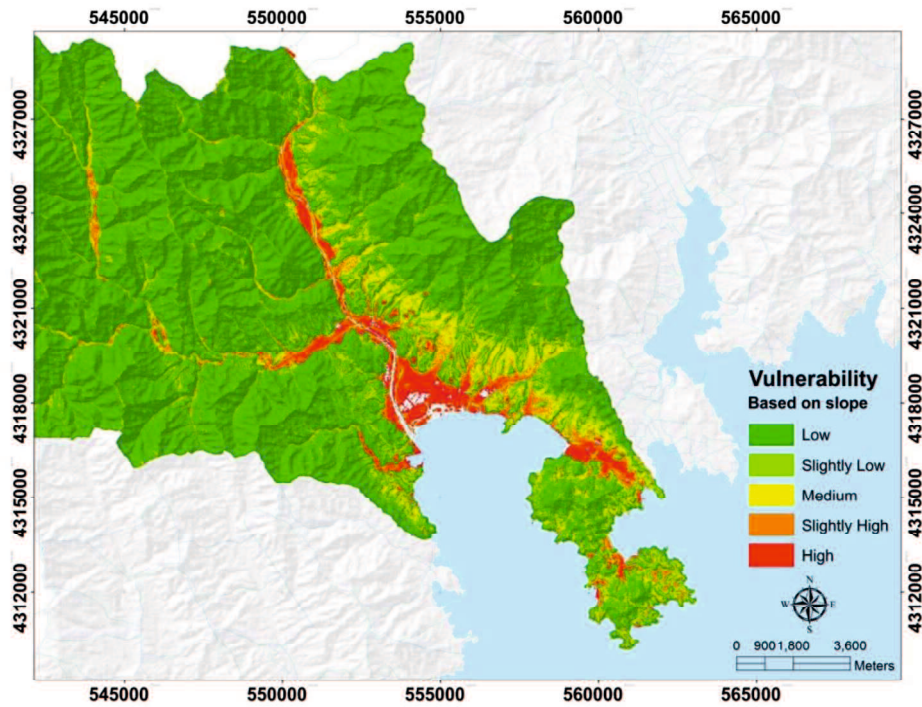 545000 550000 555000 560000 565000
4327000 4327000
4324000 4324000
4321000 4321000
4318000 4318000
4315000 4315000
4312000 4312000
Vulnerability
Based on slope
Low
Slightly Low
Medium
Slightly High
High
N
W E
S
0 900 1,800 3,600
Meters
545000 550000 555000 560000 565000